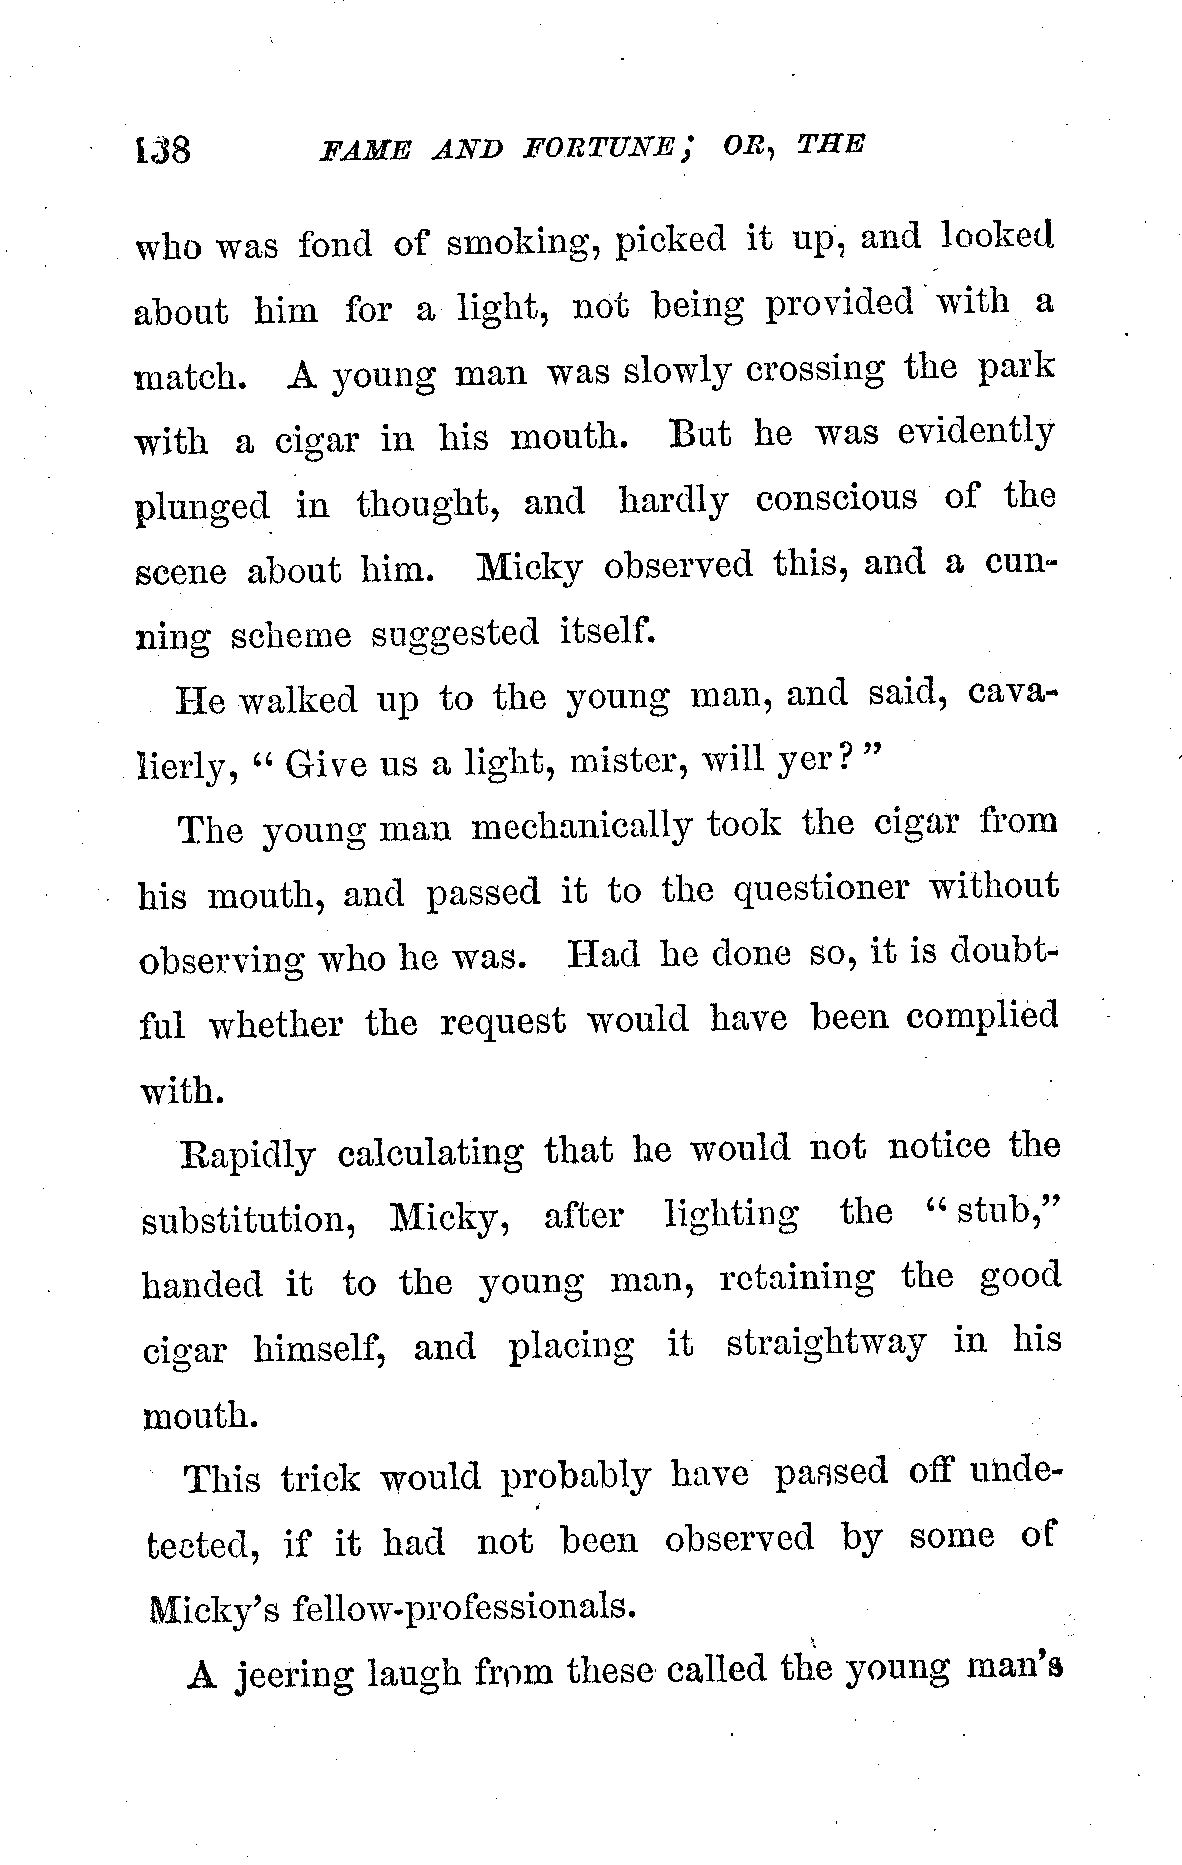 138 FAME AND FORTUNE; OR, THE
who was fond of smoking, picked it up, and looked
about him for a light, not being provided with a
match. A young man was slowly crossing the park
with a cigar in his mouth. But he was evidently
plunged in thought, and hardly conscious of the
scene about him. Micky observed this, and a cun-
ning scheme suggested itself.
He walked up to the young man, and said, cava-
lierly, “ Give us a light, mister, will yer? ”
The young man mechanically took the cigar from
his mouth, and passed it to the questioner without
observing who he was. Had he done so, it is doubt-
ful whether the request would have been complied
with.
Rapidly calculating that he would not notice the
substitution, Micky, after lighting the “ stub,”
handed it to the young man, retaining the good
cigar himself, and placing it straightway in his
mouth.
This trick would probably have passed off unde-
tected, if it had not been observed by some of
Micky’s fellow-professionals.
A jeering laugh from these called the young man’s